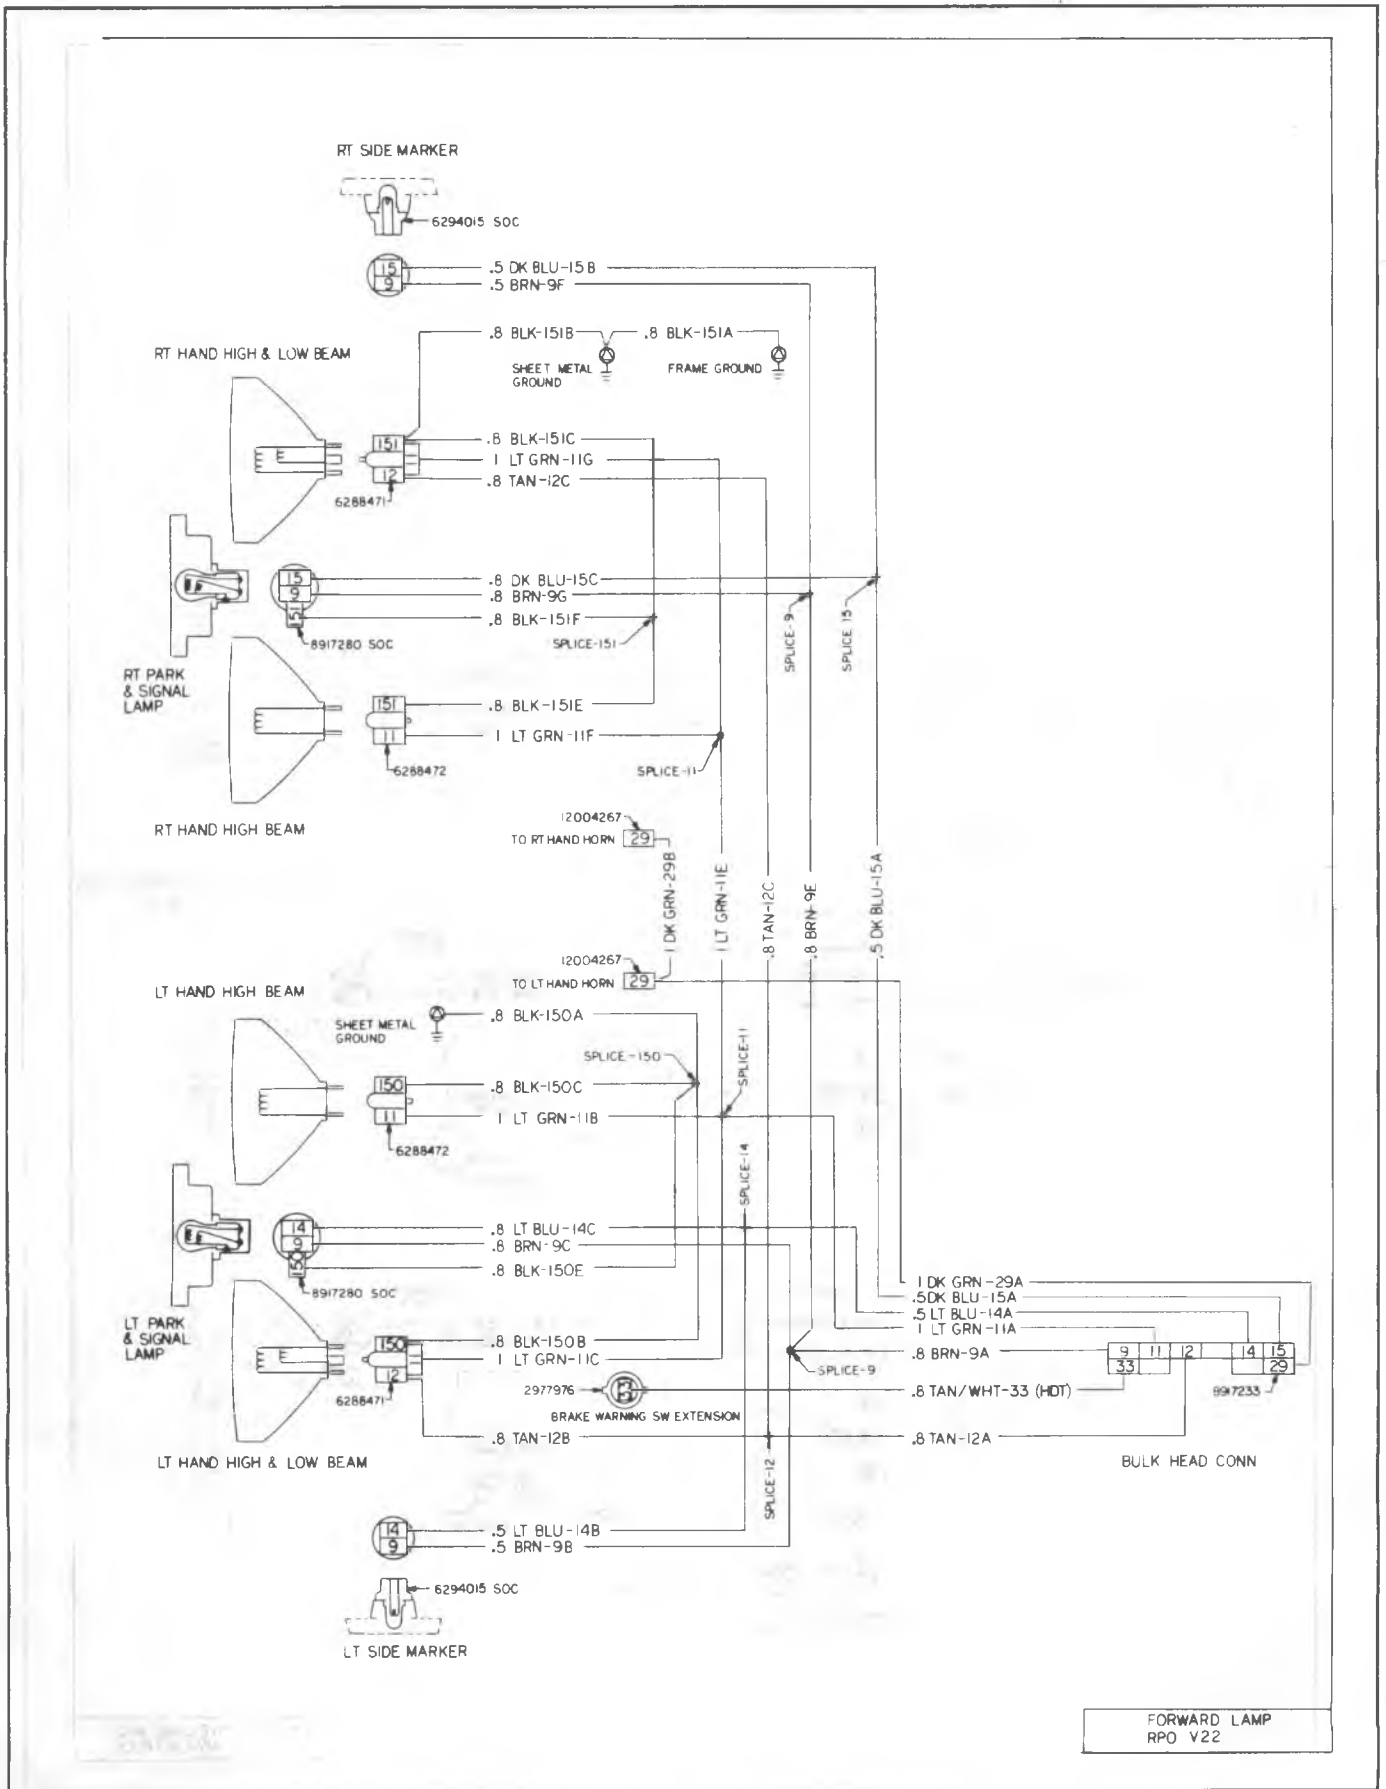 RT SIDE MARKER
6294015 SOC
15
9
.5 DK BLU-15B
.5 BRN-9F
.8 BLK-151B
.8 BLK-151A
RT HAND HIGH & LOW BEAM
SHEET METAL
GROUND
FRAME GROUND
151
12
.8 BLK-151C
1 LT GRN-11G
.8 TAN-12C
6288471
15
9
151
.8 DK BLU-15C
.8 BRN-9G
.8 BLK-151F
8917280 SOC
SPLICE-151
SPLICE-9
SPLICE 15
RT PARK
& SIGNAL
LAMP
151
11
.8 BLK-151E
1 LT GRN-11F
6288472
SPLICE-11
RT HAND HIGH BEAM
12004267
TO RT HAND HORN
29
1 DK GRN-29B
1 LT GRN-11E
.8 TAN-12C
.8 BRN-9E
.5 DK BLU-15A
12004267
TO LT HAND HORN
29
LT HAND HIGH BEAM
SHEET METAL
GROUND
.8 BLK-150A
SPLICE-150
SPLICE-11
150
11
.8 BLK-150C
1 LT GRN-11B
6288472
SPLICE-14
14
9
150
.8 LT BLU-14C
.8 BRN-9C
.8 BLK-150E
8917280 SOC
LT PARK
& SIGNAL
LAMP
1 DK GRN-29A
.5DK BLU-15A
.5 LT BLU-14A
1 LT GRN-11A
150
12
.8 BLK-150B
1 LT GRN-11C
6288471
.8 BRN-9A
9 11 12 14 15
33 29
SPLICE-9
2977976
33
BRAKE WARNING SW EXTENSION
.8 TAN/WHT-33 (HDT)
8917233
.8 TAN-12B
.8 TAN-12A
LT HAND HIGH & LOW BEAM
BULK HEAD CONN
SPLICE-12
14
9
.5 LT BLU-14B
.5 BRN-9B
6294015 SOC
LT SIDE MARKER
FORWARD LAMP
RPO V22